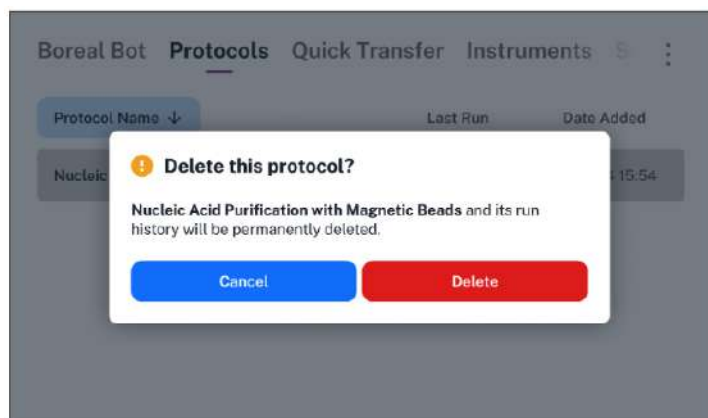 Boreal Bot Protocols Quick Transfer Instruments
Protocol Name ↓ Last Run Date Added
Nucleic 15:54
Delete this protocol?
Nucleic Acid Purification with Magnetic Beads and its run
history will be permanently deleted.
Cancel Delete